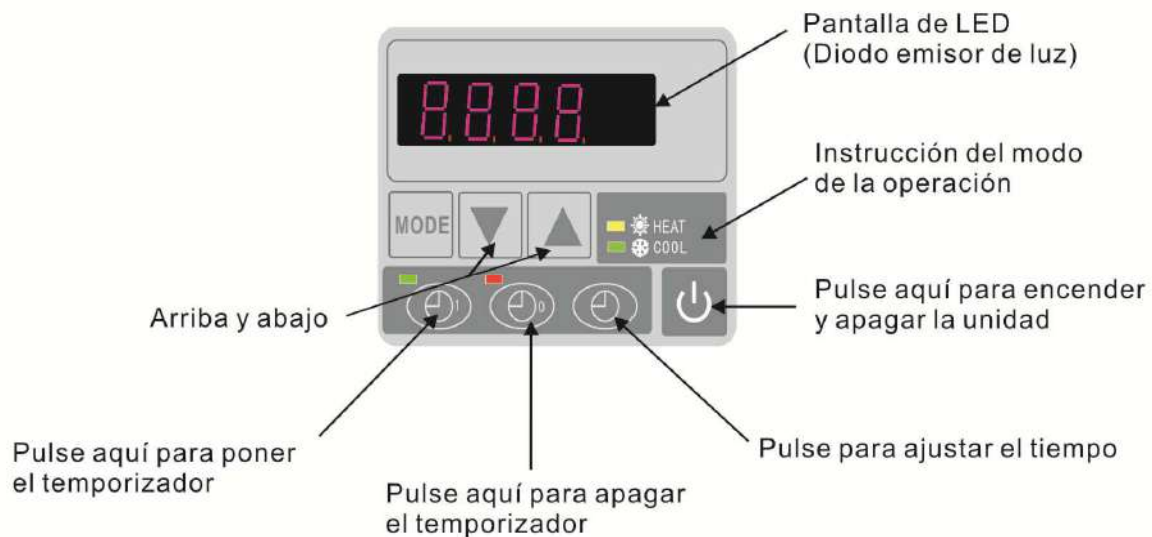 Pantalla de LED
(Diodo emisor de luz)
8.8.8.8.
Instrucción del modo
de la operación
MODE
HEAT
COOL
Arriba y abajo
1
0
Pulse aquí para encender
y apagar la unidad
Pulse aquí para poner
el temporizador
Pulse para ajustar el tiempo
Pulse aquí para apagar
el temporizador